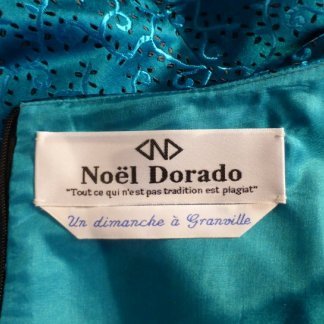 Noël Dorado
"Tout ce qui n'est pas tradition est plagiat"
Un dimanche à Granville